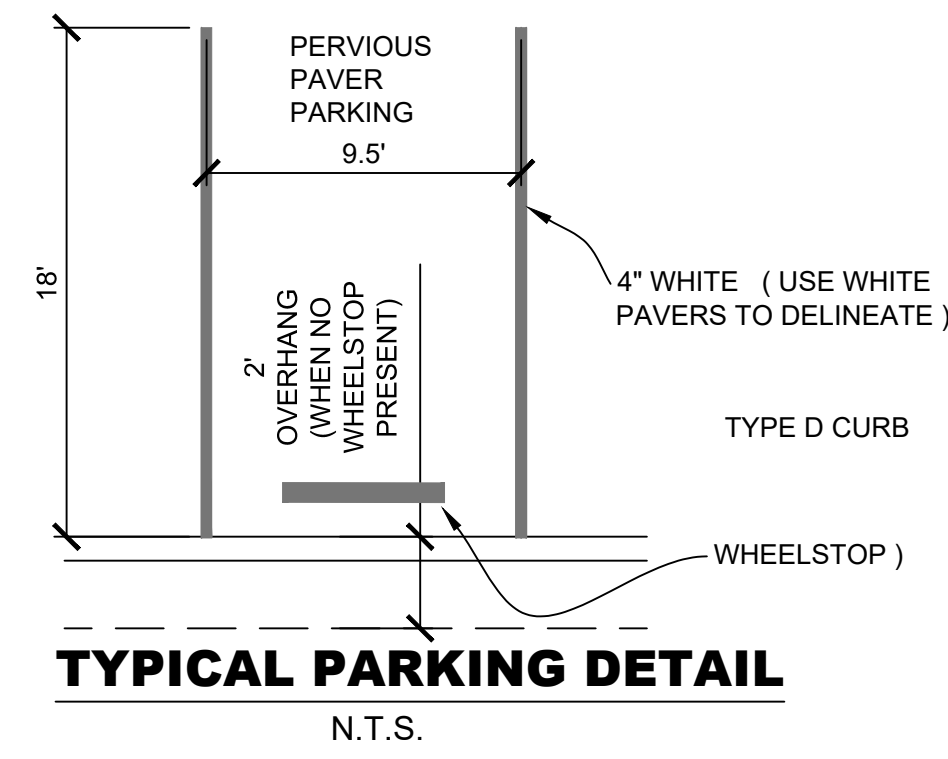 PERVIOUS
PAVER
PARKING
9.5'
18'
4" WHITE ( USE WHITE
PAVERS TO DELINEATE )
2'
OVERHANG
(WHEN NO
WHEELSTOP
PRESENT)
TYPE D CURB
WHEELSTOP )
TYPICAL PARKING DETAIL
N.T.S.